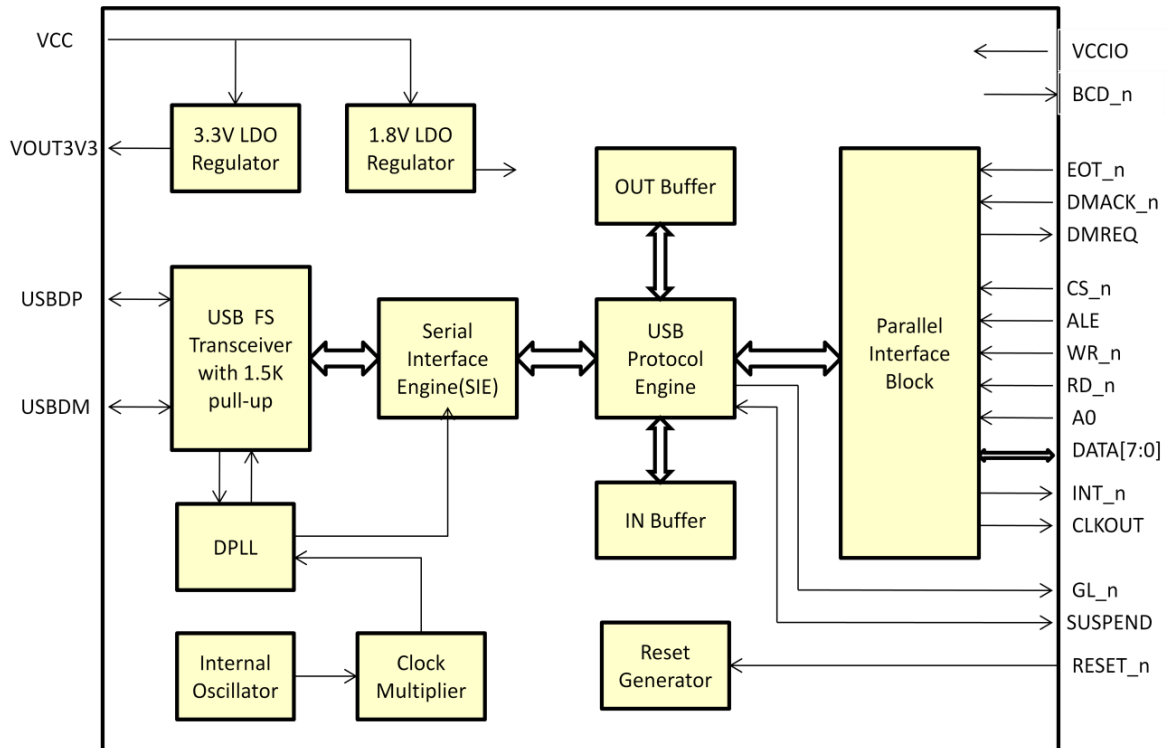 VCC
VCCIO
BCD_n
3.3V LDO
Regulator
1.8V LDO
Regulator
VOUT3V3
OUT Buffer
EOT_n
DMACK_n
DMREQ
USBDP
USBDM
USB FS
Transceiver
with 1.5K
pull-up
Serial
Interface
Engine(SIE)
USB
Protocol
Engine
Parallel
Interface
Block
CS_n
ALE
WR_n
RD_n
A0
DATA[7:0]
INT_n
CLKOUT
DPLL
IN Buffer
GL_n
SUSPEND
RESET_n
Internal
Oscillator
Clock
Multiplier
Reset
Generator